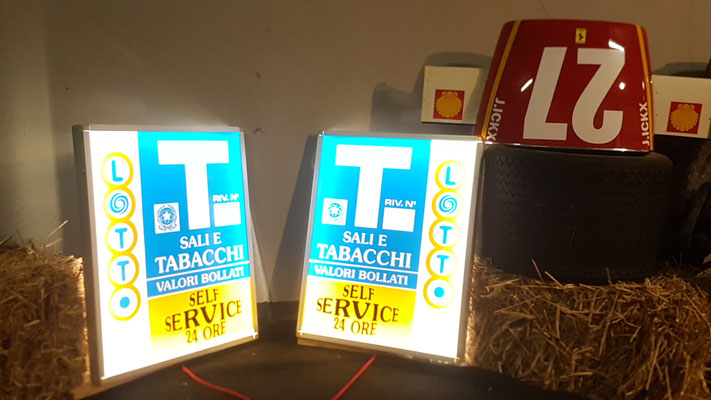 LOTTO
T.
RIV. N°
SALI E
TABACCHI
VALORI BOLLATI
SELF
SERVICE
24 ORE
T.
RIV. N°
SALI E
TABACCHI
VALORI BOLLATI
SELF
SERVICE
24 ORE
LOTTO
27
J.ICKX
J.ICKX